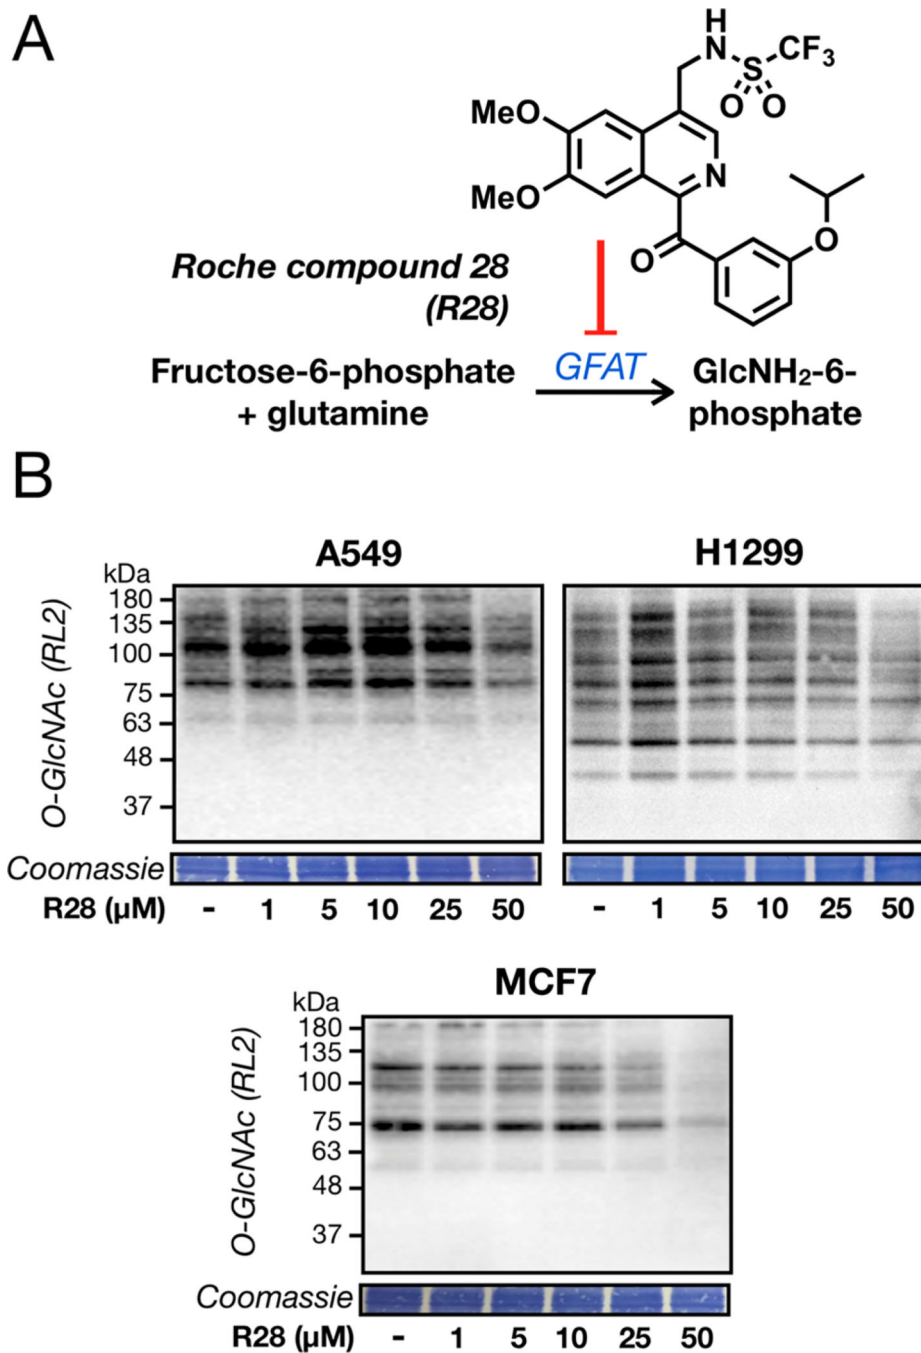 A
H
N
S
CF₃
O
O
MeO
MeO
N
O
O
Roche compound 28
(R28)
Fructose-6-phosphate
+ glutamine
GFAT
GlcNH₂-6-
phosphate
B
A549
H1299
kDa
180
135
100
75
63
48
37
O-GlcNAc (RL2)
Coomassie
R28 (µM) - 1 5 10 25 50 - 1 5 10 25 50
MCF7
kDa
180
135
100
75
63
48
37
O-GlcNAc (RL2)
Coomassie
R28 (µM) - 1 5 10 25 50